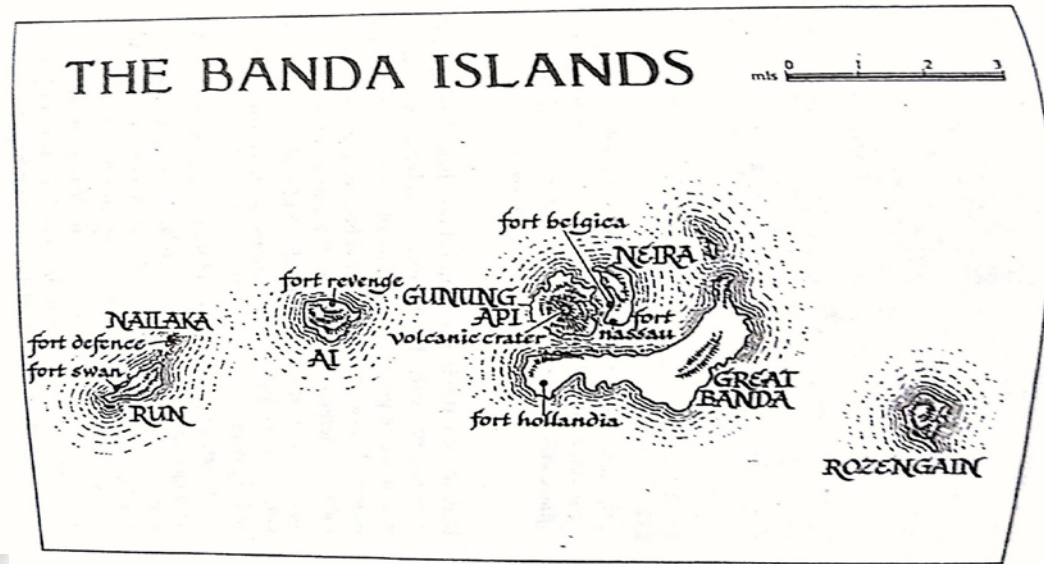 THE BANDA ISLANDS
mls 0 1 2 3
fort belgica
NEIRA
fort revenge
GUNUNG
API
NAILAKA
volcanic crater
fort
nassau
fort defence
AI
fort swan
GREAT
BANDA
RUN
fort hollandia
ROZENGAIN